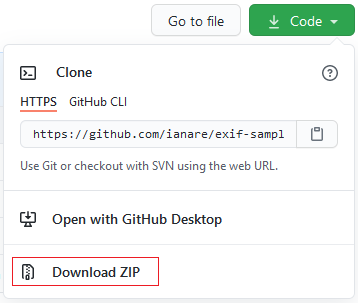 Go to file
Code
Clone
HTTPS GitHub CLI
https://github.com/ianare/exif-sampl
Use Git or checkout with SVN using the web URL.
Open with GitHub Desktop
Download ZIP